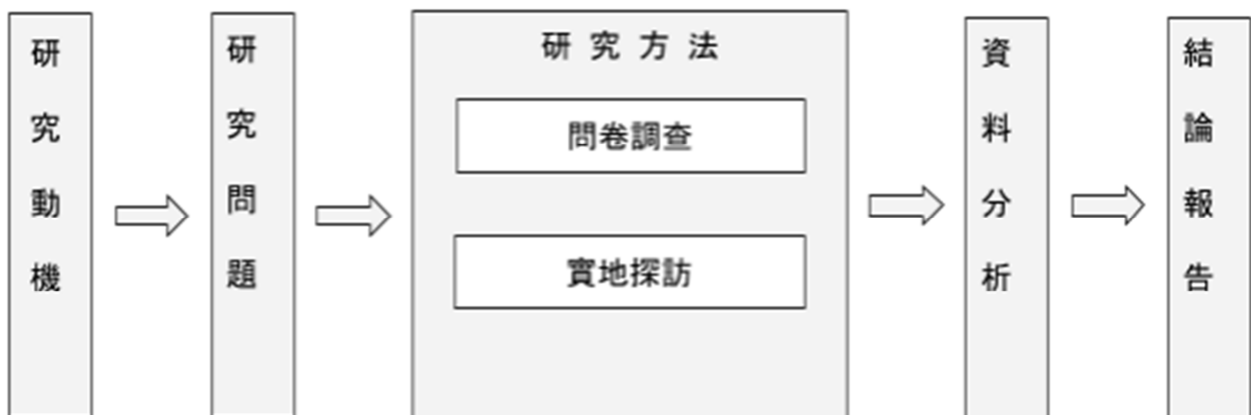 研究動機
研究問題
研究方法
問卷調查
實地探訪
資料分析
結論報告